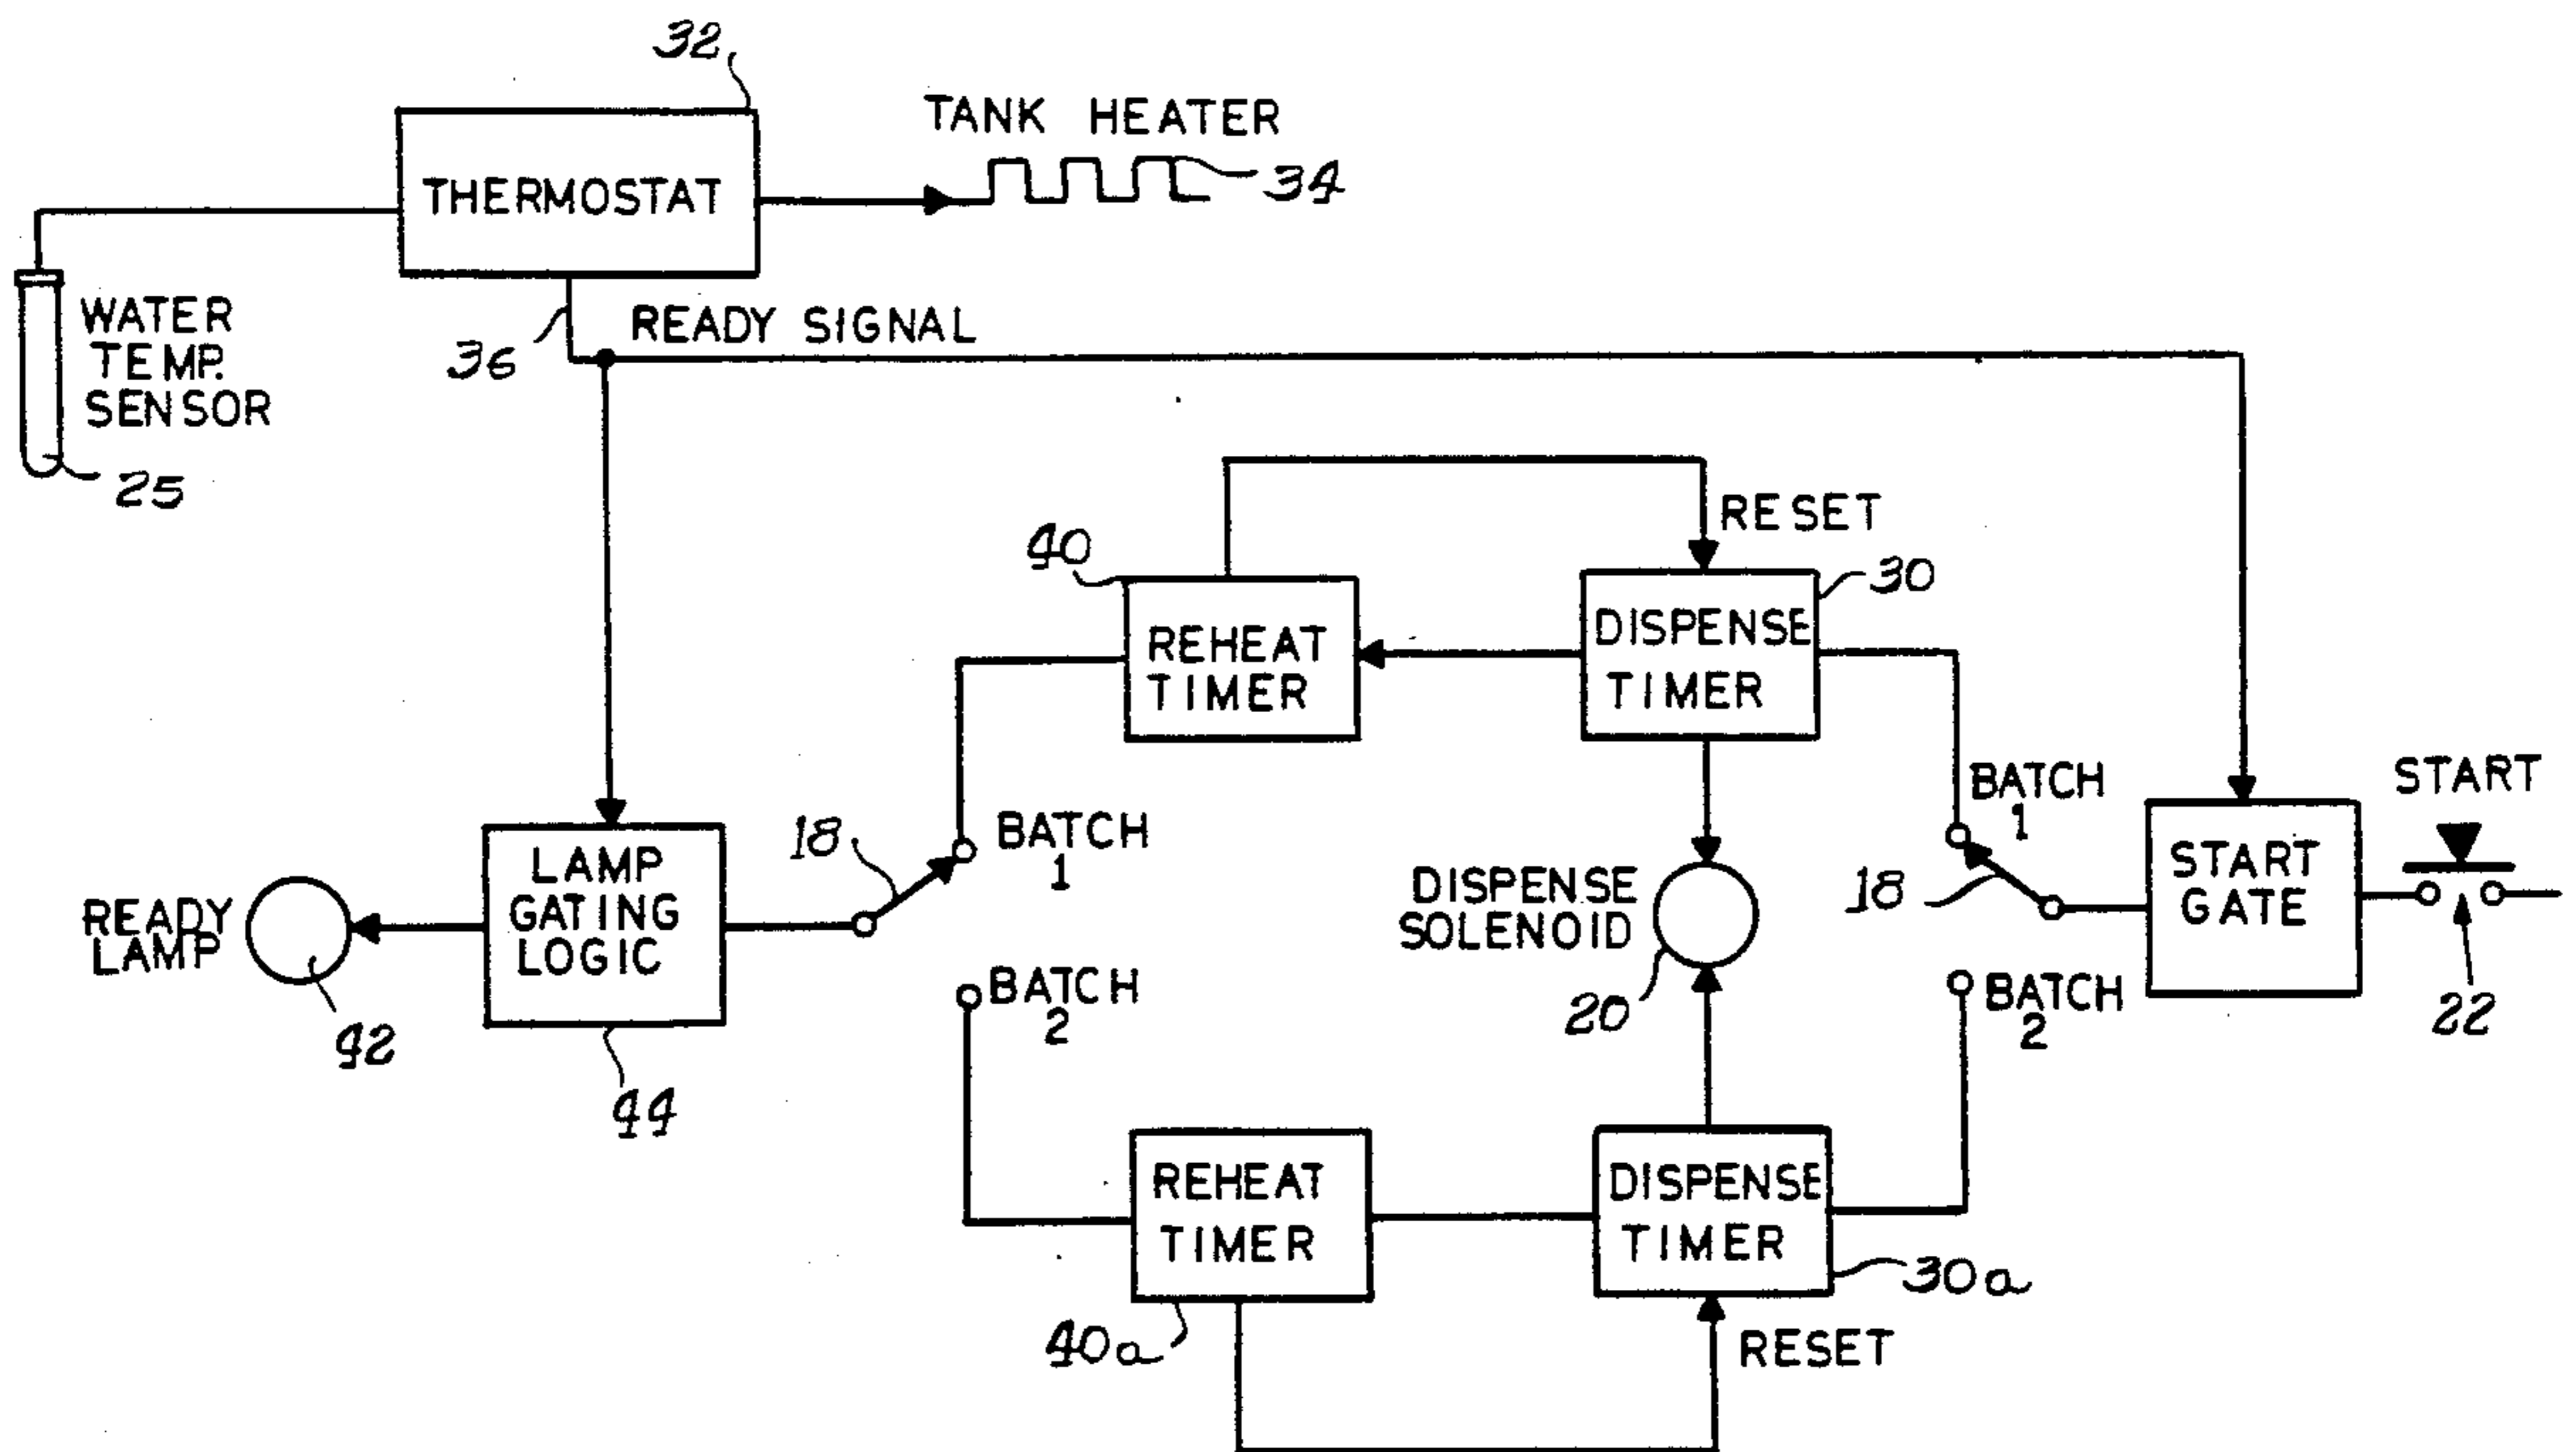 32
TANK HEATER
34
THERMOSTAT
WATER
TEMP.
SENSOR
25
36
READY SIGNAL
RESET
40
30
REHEAT
TIMER
DISPENSE
TIMER
BATCH
1
START
18
BATCH
1
LAMP
GATING
LOGIC
READY
LAMP
42
44
BATCH
2
DISPENSE
SOLENOID
20
18
START
GATE
22
BATCH
2
REHEAT
TIMER
40a
DISPENSE
TIMER
30a
RESET